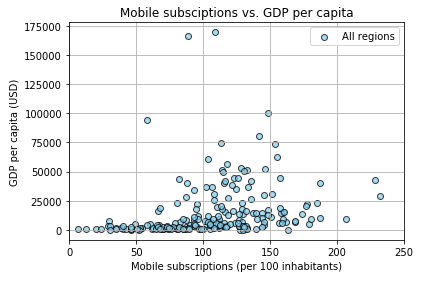 Mobile subsciptions vs. GDP per capita
All regions
GDP per capita (USD)
175000
150000
125000
100000
75000
50000
25000
0
0 50 100 150 200 250
Mobile subscriptions (per 100 inhabitants)